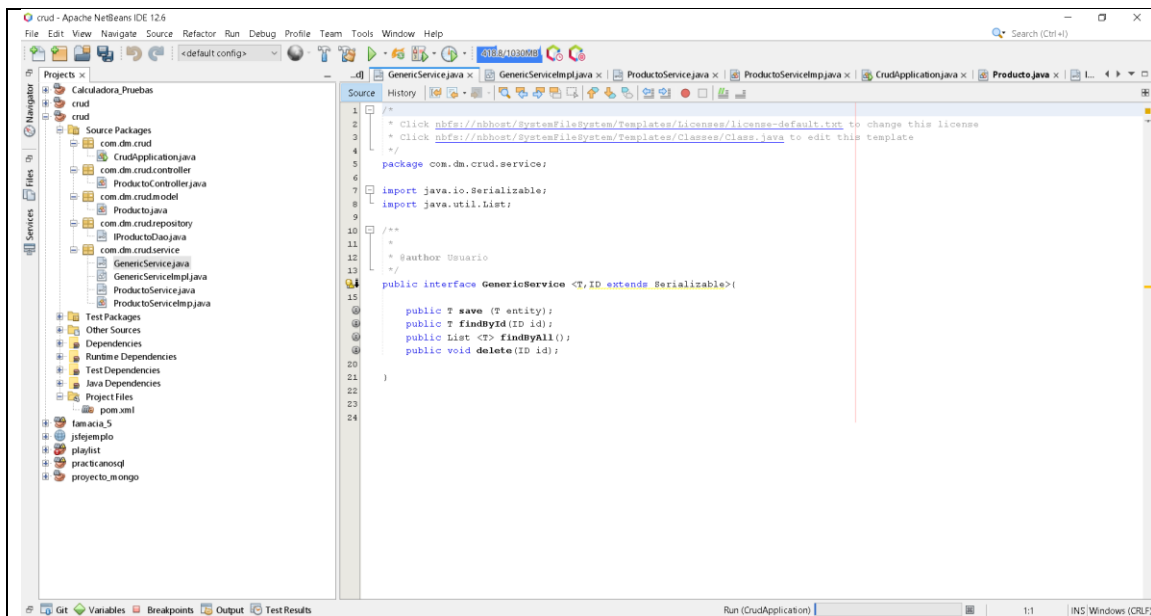 crud - Apache NetBeans IDE 12.6
File Edit View Navigate Source Refactor Run Debug Profile Team Tools Window Help
Search (Ctrl+I)
<default config>
418.8/1030MB
Projects
...d]
GenericService.java
GenericServiceImpl.java
ProductoService.java
ProductoServiceImp.java
CrudApplication.java
Producto.java
I...
Navigator
Files
Services
Calculadora_Pruebas
crud
crud
Source Packages
com.dm.crud
CrudApplication.java
com.dm.crud.controller
ProductoController.java
com.dm.crud.model
Producto.java
com.dm.crud.repository
IProductoDao.java
com.dm.crud.service
GenericService.java
GenericServiceImpl.java
ProductoService.java
ProductoServiceImp.java
Test Packages
Other Sources
Dependencies
Runtime Dependencies
Test Dependencies
Java Dependencies
Project Files
pom.xml
famacia_5
jsfejemplo
playlist
practicanosql
proyecto_mongo
Source History
1 /*
2 * Click nbfs://nbhost/SystemFileSystem/Templates/Licenses/license-default.txt to change this license
3 * Click nbfs://nbhost/SystemFileSystem/Templates/Classes/Class.java to edit this template
4 */
5 package com.dm.crud.service;
6
7 import java.io.Serializable;
8 import java.util.List;
9
10 /**
11 *
12 * @author Usuario
13 */
public interface GenericService <T,ID extends Serializable>{
15
public T save (T entity);
public T findById(ID id);
public List <T> findByAll();
public void delete(ID id);
20
21 }
22
23
24
Git Variables Breakpoints Output Test Results
Run (CrudApplication)
1:1
INS
Windows (CRLF)